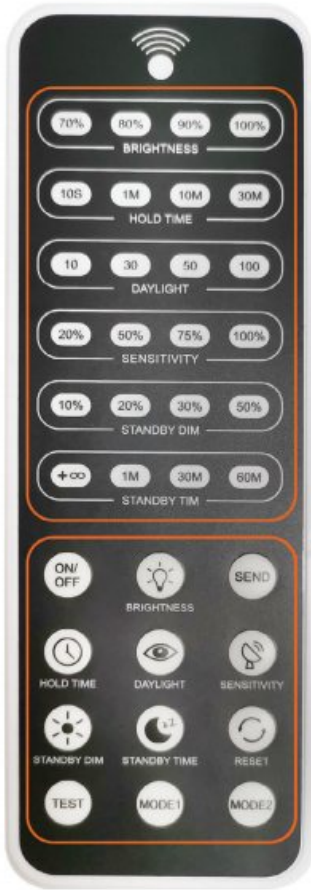 70% 80% 90% 100%
BRIGHTNESS
10S 1M 10M 30M
HOLD TIME
10 30 50 100
DAYLIGHT
20% 50% 75% 100%
SENSITIVITY
10% 20% 30% 50%
STANDBY DIM
+∞ 1M 30M 60M
STANDBY TIM
ON/
OFF
SEND
BRIGHTNESS
HOLD TIME DAYLIGHT SENSITIVITY
zz
STANDBY DIM STANDBY TIME RESET
TEST MODE1 MODE2